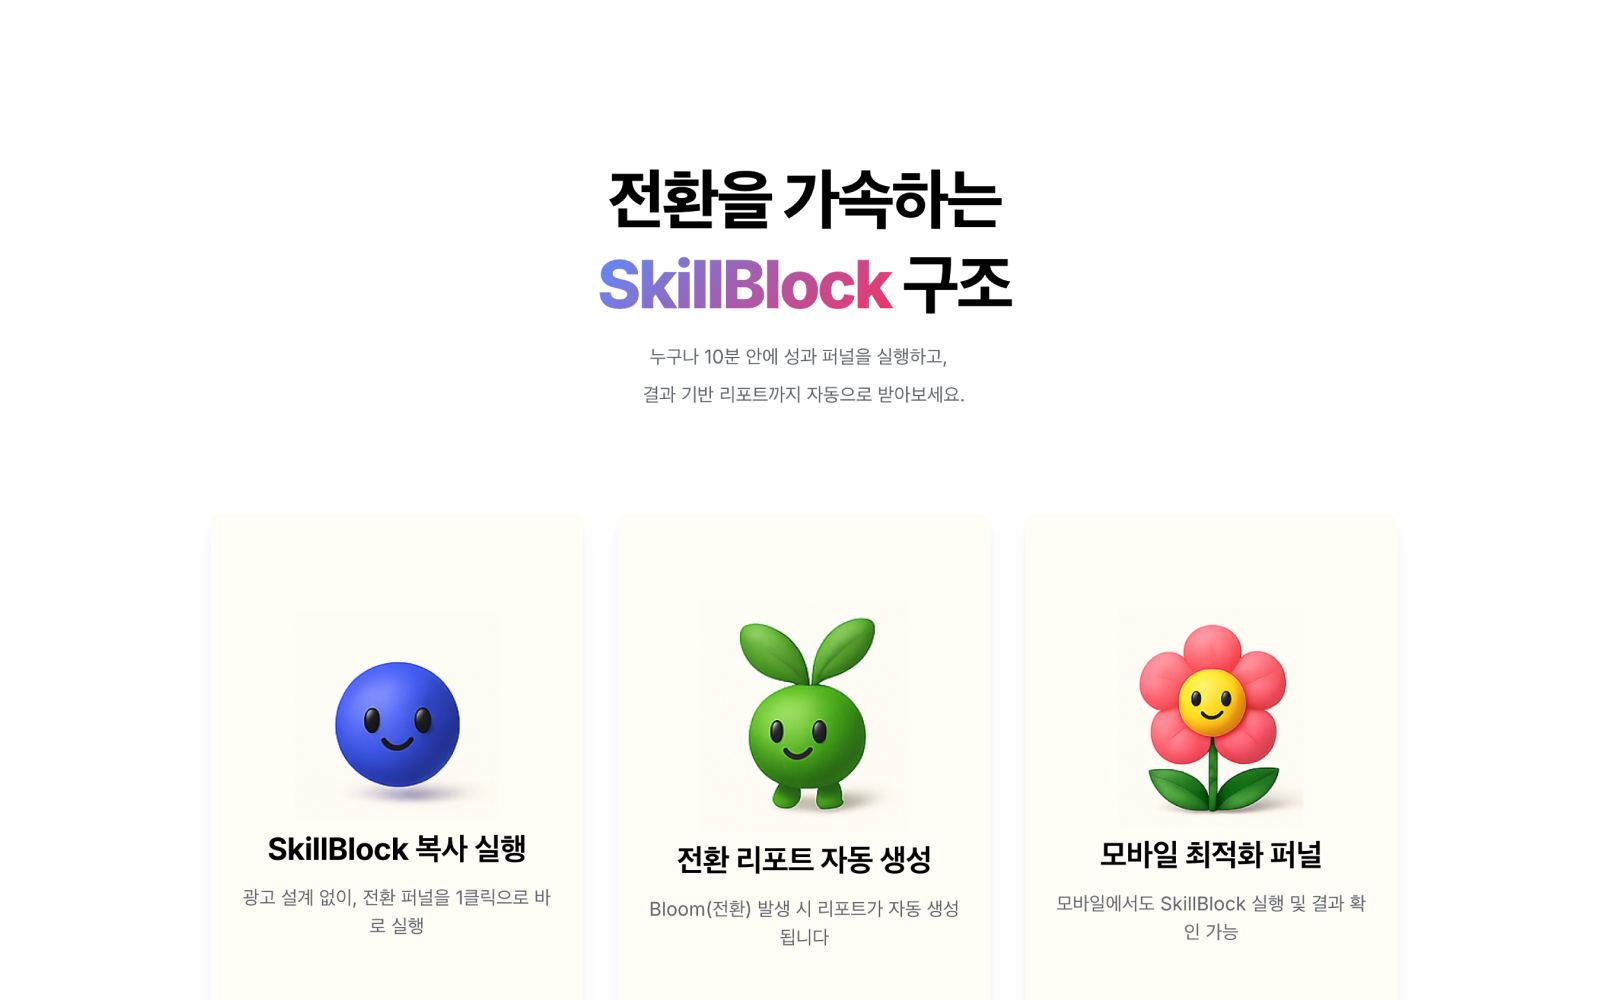 전환을 가속하는
SkillBlock 구조
누구나 10분 안에 성과 퍼널을 실행하고,
결과 기반 리포트까지 자동으로 받아보세요.
SkillBlock 복사 실행
광고 설계 없이, 전환 퍼널을 1클릭으로 바
로 실행
전환 리포트 자동 생성
Bloom(전환) 발생 시 리포트가 자동 생성
됩니다
모바일 최적화 퍼널
모바일에서도 SkillBlock 실행 및 결과 확
인 가능